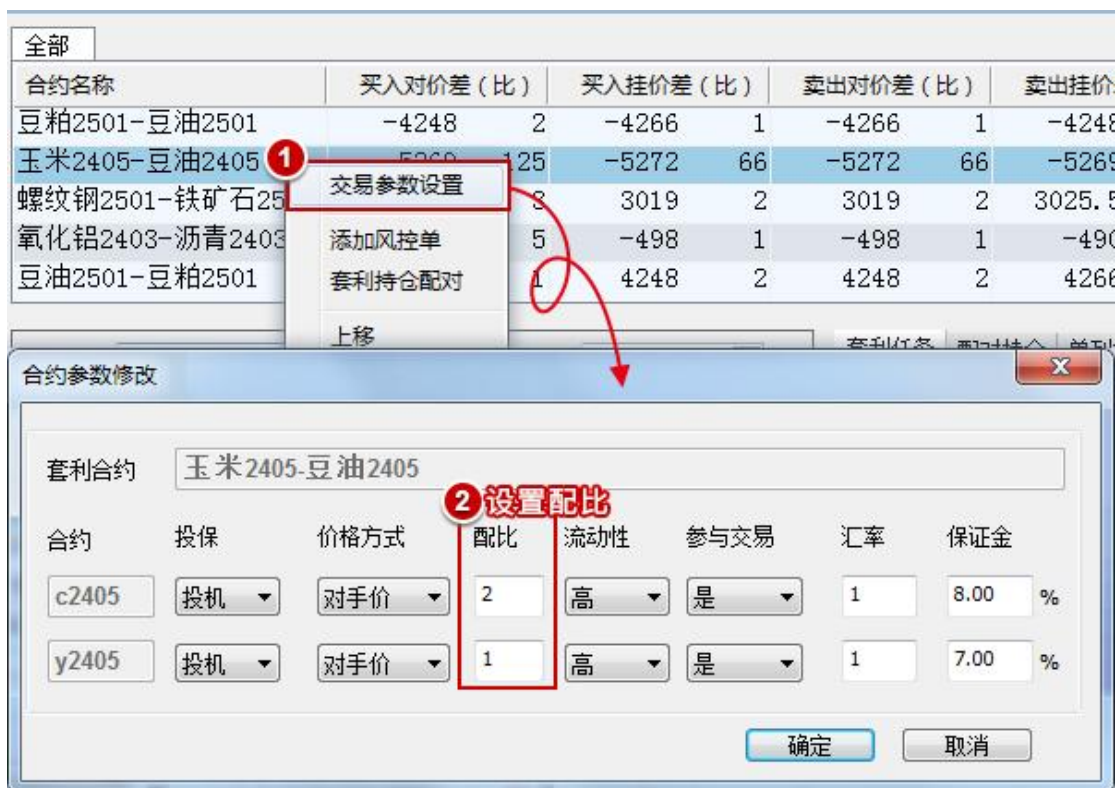 全部
合约名称 买入对价差（比） 买入挂价差（比） 卖出对价差（比） 卖出挂价
豆粕2501-豆油2501 -4248 2 -4266 1 -4266 1 -4248
玉米2405-豆油2405 1 -5269 125 -5272 66 -5272 66 -5269
交易参数设置
螺纹钢2501-铁矿石25 3 3019 2 3019 2 3025.5
氧化铝2403-沥青2403 添加风控单 5 -498 1 -498 1 -490
豆油2501-豆粕2501 套利持仓配对 1 4248 2 4248 2 4266
上移
套利任务 配对持仓
合约参数修改
套利合约 玉米2405-豆油2405
2 设置配比
合约 投保 价格方式 配比 流动性 参与交易 汇率 保证金
c2405 投机 对手价 2 高 是 1 8.00 %
y2405 投机 对手价 1 高 是 1 7.00 %
确定 取消